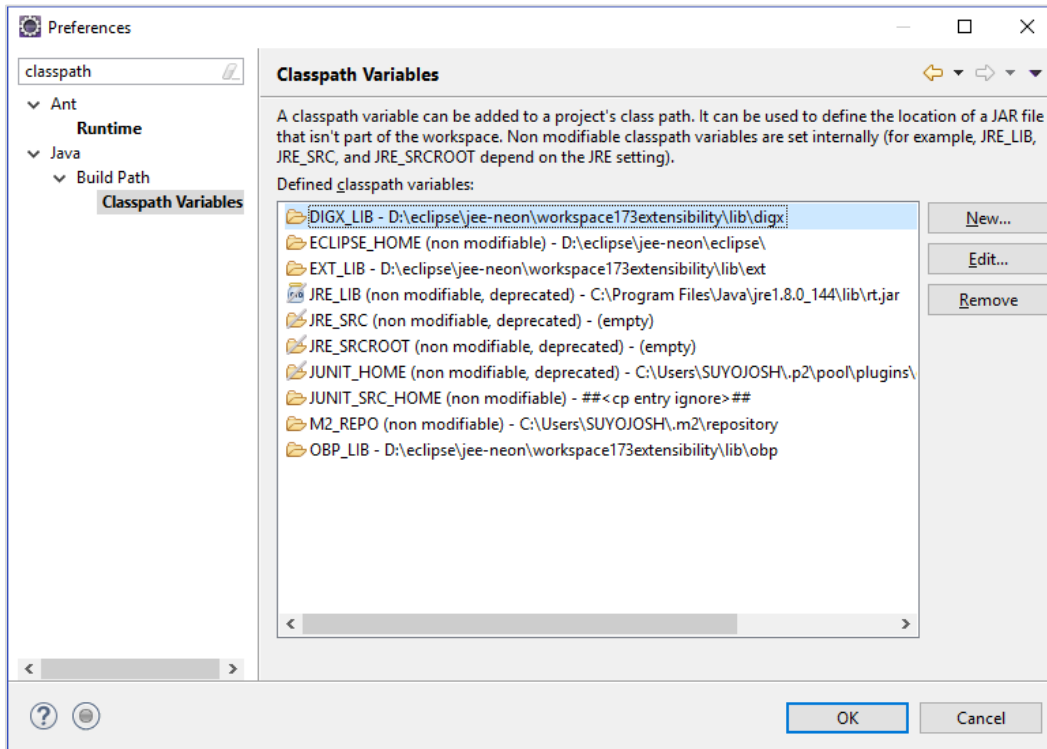 Preferences
classpath
Ant
Runtime
Java
Build Path
Classpath Variables
Classpath Variables
A classpath variable can be added to a project's class path. It can be used to define the location of a JAR file
that isn't part of the workspace. Non modifiable classpath variables are set internally (for example, JRE_LIB,
JRE_SRC, and JRE_SRCROOT depend on the JRE setting).
Defined classpath variables:
DIGX_LIB - D:\eclipse\jee-neon\workspace173extensibility\lib\digx
ECLIPSE_HOME (non modifiable) - D:\eclipse\jee-neon\eclipse\
EXT_LIB - D:\eclipse\jee-neon\workspace173extensibility\lib\ext
JRE_LIB (non modifiable, deprecated) - C:\Program Files\Java\jre1.8.0_144\lib\rt.jar
JRE_SRC (non modifiable, deprecated) - (empty)
JRE_SRCROOT (non modifiable, deprecated) - (empty)
JUNIT_HOME (non modifiable, deprecated) - C:\Users\SUYOJOSH\.p2\pool\plugins\
JUNIT_SRC_HOME (non modifiable) - ##<cp entry ignore>##
M2_REPO (non modifiable) - C:\Users\SUYOJOSH\.m2\repository
OBP_LIB - D:\eclipse\jee-neon\workspace173extensibility\lib\obp
New...
Edit...
Remove
OK
Cancel